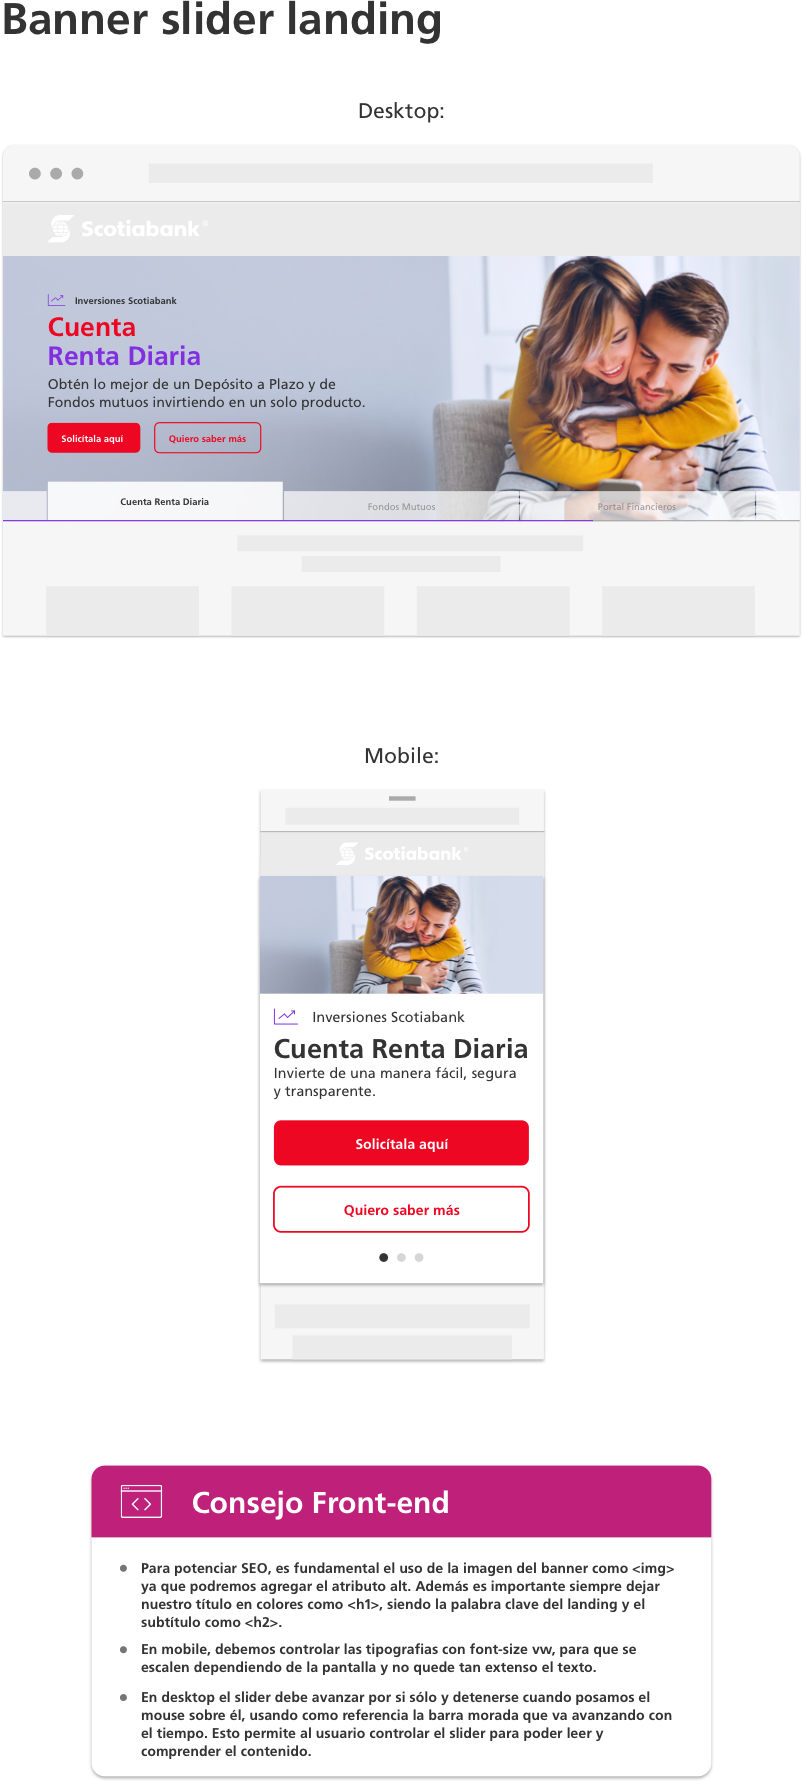 Banner slider landing
Desktop:
Scotiabank®
Inversiones Scotiabank
Cuenta
Renta Diaria
Obtén lo mejor de un Depósito a Plazo y de
Fondos mutuos invirtiendo en un solo producto.
Solicítala aquí
Quiero saber más
Cuenta Renta Diaria
Fondos Mutuos
Portal Financieros
Mobile:
Scotiabank®
Inversiones Scotiabank
Cuenta Renta Diaria
Invierte de una manera fácil, segura
y transparente.
Solicítala aquí
Quiero saber más
Consejo Front-end
Para potenciar SEO, es fundamental el uso de la imagen del banner como <img>
ya que podremos agregar el atributo alt. Además es importante siempre dejar
nuestro título en colores como <h1>, siendo la palabra clave del landing y el
subtítulo como <h2>.
En mobile, debemos controlar las tipografias con font-size vw, para que se
escalen dependiendo de la pantalla y no quede tan extenso el texto.
En desktop el slider debe avanzar por si sólo y detenerse cuando posamos el
mouse sobre él, usando como referencia la barra morada que va avanzando con
el tiempo. Esto permite al usuario controlar el slider para poder leer y
comprender el contenido.